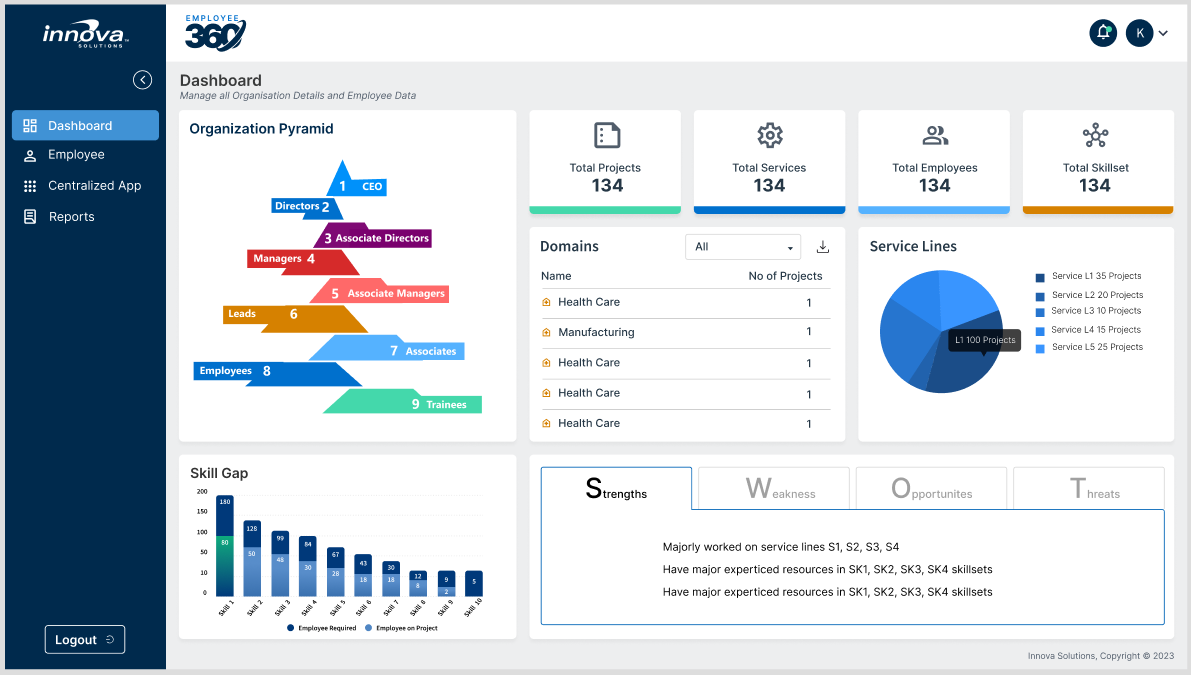 innova
SOLUTIONS
EMPLOYEE
360
K
Dashboard
Employee
Centralized App
Reports
Logout
Dashboard
Manage all Organisation Details and Employee Data
Organization Pyramid
1 CEO
Directors 2
3 Associate Directors
Managers 4
5 Associate Managers
Leads 6
7 Associates
Employees 8
9 Trainees
Total Projects
134
Total Services
134
Total Employees
134
Total Skillset
134
Domains
All
Name No of Projects
Health Care 1
Manufacturing 1
Health Care 1
Health Care 1
Health Care 1
Service Lines
L1 100 Projects
Service L1 35 Projects
Service L2 20 Projects
Service L3 10 Projects
Service L4 15 Projects
Service L5 25 Projects
Skill Gap
200
150
100
50
10
0
180
80
128
50
99
48
84
30
67
28
43
18
30
18
12
8
9
2
5
Skill 1 Skill 2 Skill 3 Skill 4 Skill 5 Skill 6 Skill 7 Skill 8 Skill 9 Skill 10
Employee Required Employee on Project
Strengths Weakness Opportunites Threats
Majorly worked on service lines S1, S2, S3, S4
Have major experticed resources in SK1, SK2, SK3, SK4 skillsets
Have major experticed resources in SK1, SK2, SK3, SK4 skillsets
Innova Solutions, Copyright © 2023